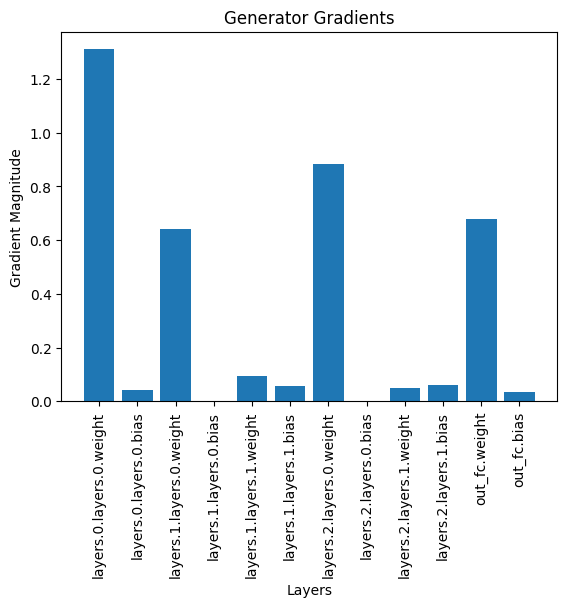 Generator Gradients
Gradient Magnitude
1.2
1.0
0.8
0.6
0.4
0.2
0.0
layers.0.layers.0.weight
layers.0.layers.0.bias
layers.1.layers.0.weight
layers.1.layers.0.bias
layers.1.layers.1.weight
layers.1.layers.1.bias
layers.2.layers.0.weight
layers.2.layers.0.bias
layers.2.layers.1.weight
layers.2.layers.1.bias
out_fc.weight
out_fc.bias
Layers